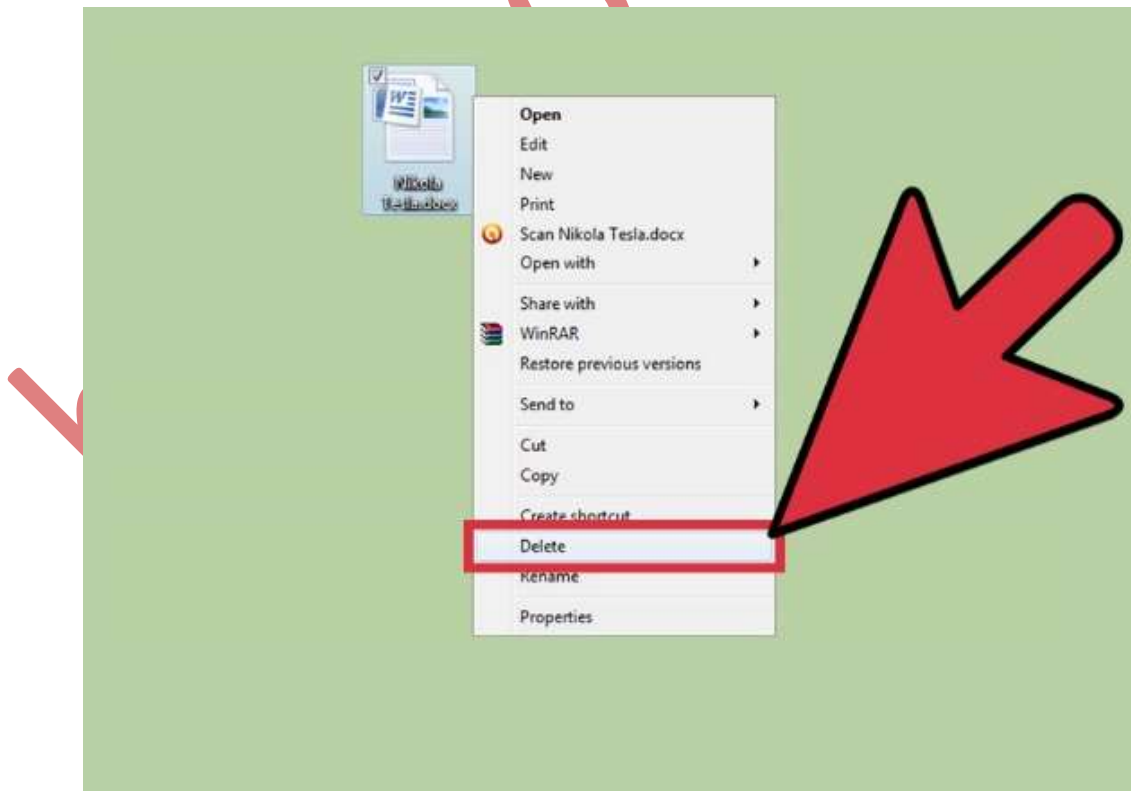 Nikola
Tesla.docx
Open
Edit
New
Print
Scan Nikola Tesla.docx
Open with
Share with
WinRAR
Restore previous versions
Send to
Cut
Copy
Create shortcut
Delete
Rename
Properties